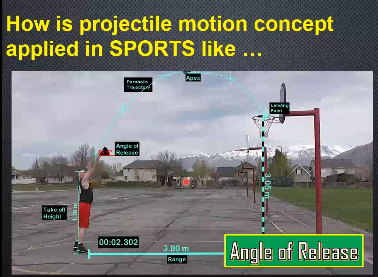 How is projectile motion concept
applied in SPORTS like …
Parabolic
Trajectory
Apex
Landing
Point
Angle of
Release
3.05 m
Take off
Height
00:02.302
3.80 m
Range
Angle of Release